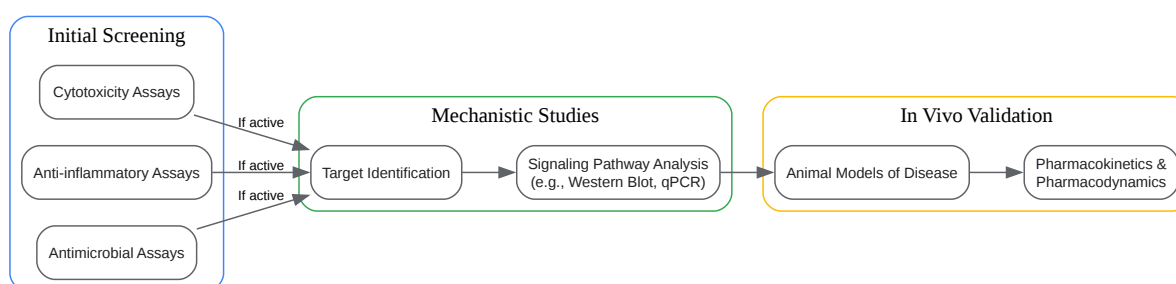 Initial Screening
Cytotoxicity Assays
Anti-inflammatory Assays
Antimicrobial Assays
If active
If active
If active
Mechanistic Studies
Target Identification
Signaling Pathway Analysis
(e.g., Western Blot, qPCR)
In Vivo Validation
Animal Models of Disease
Pharmacokinetics &
Pharmacodynamics